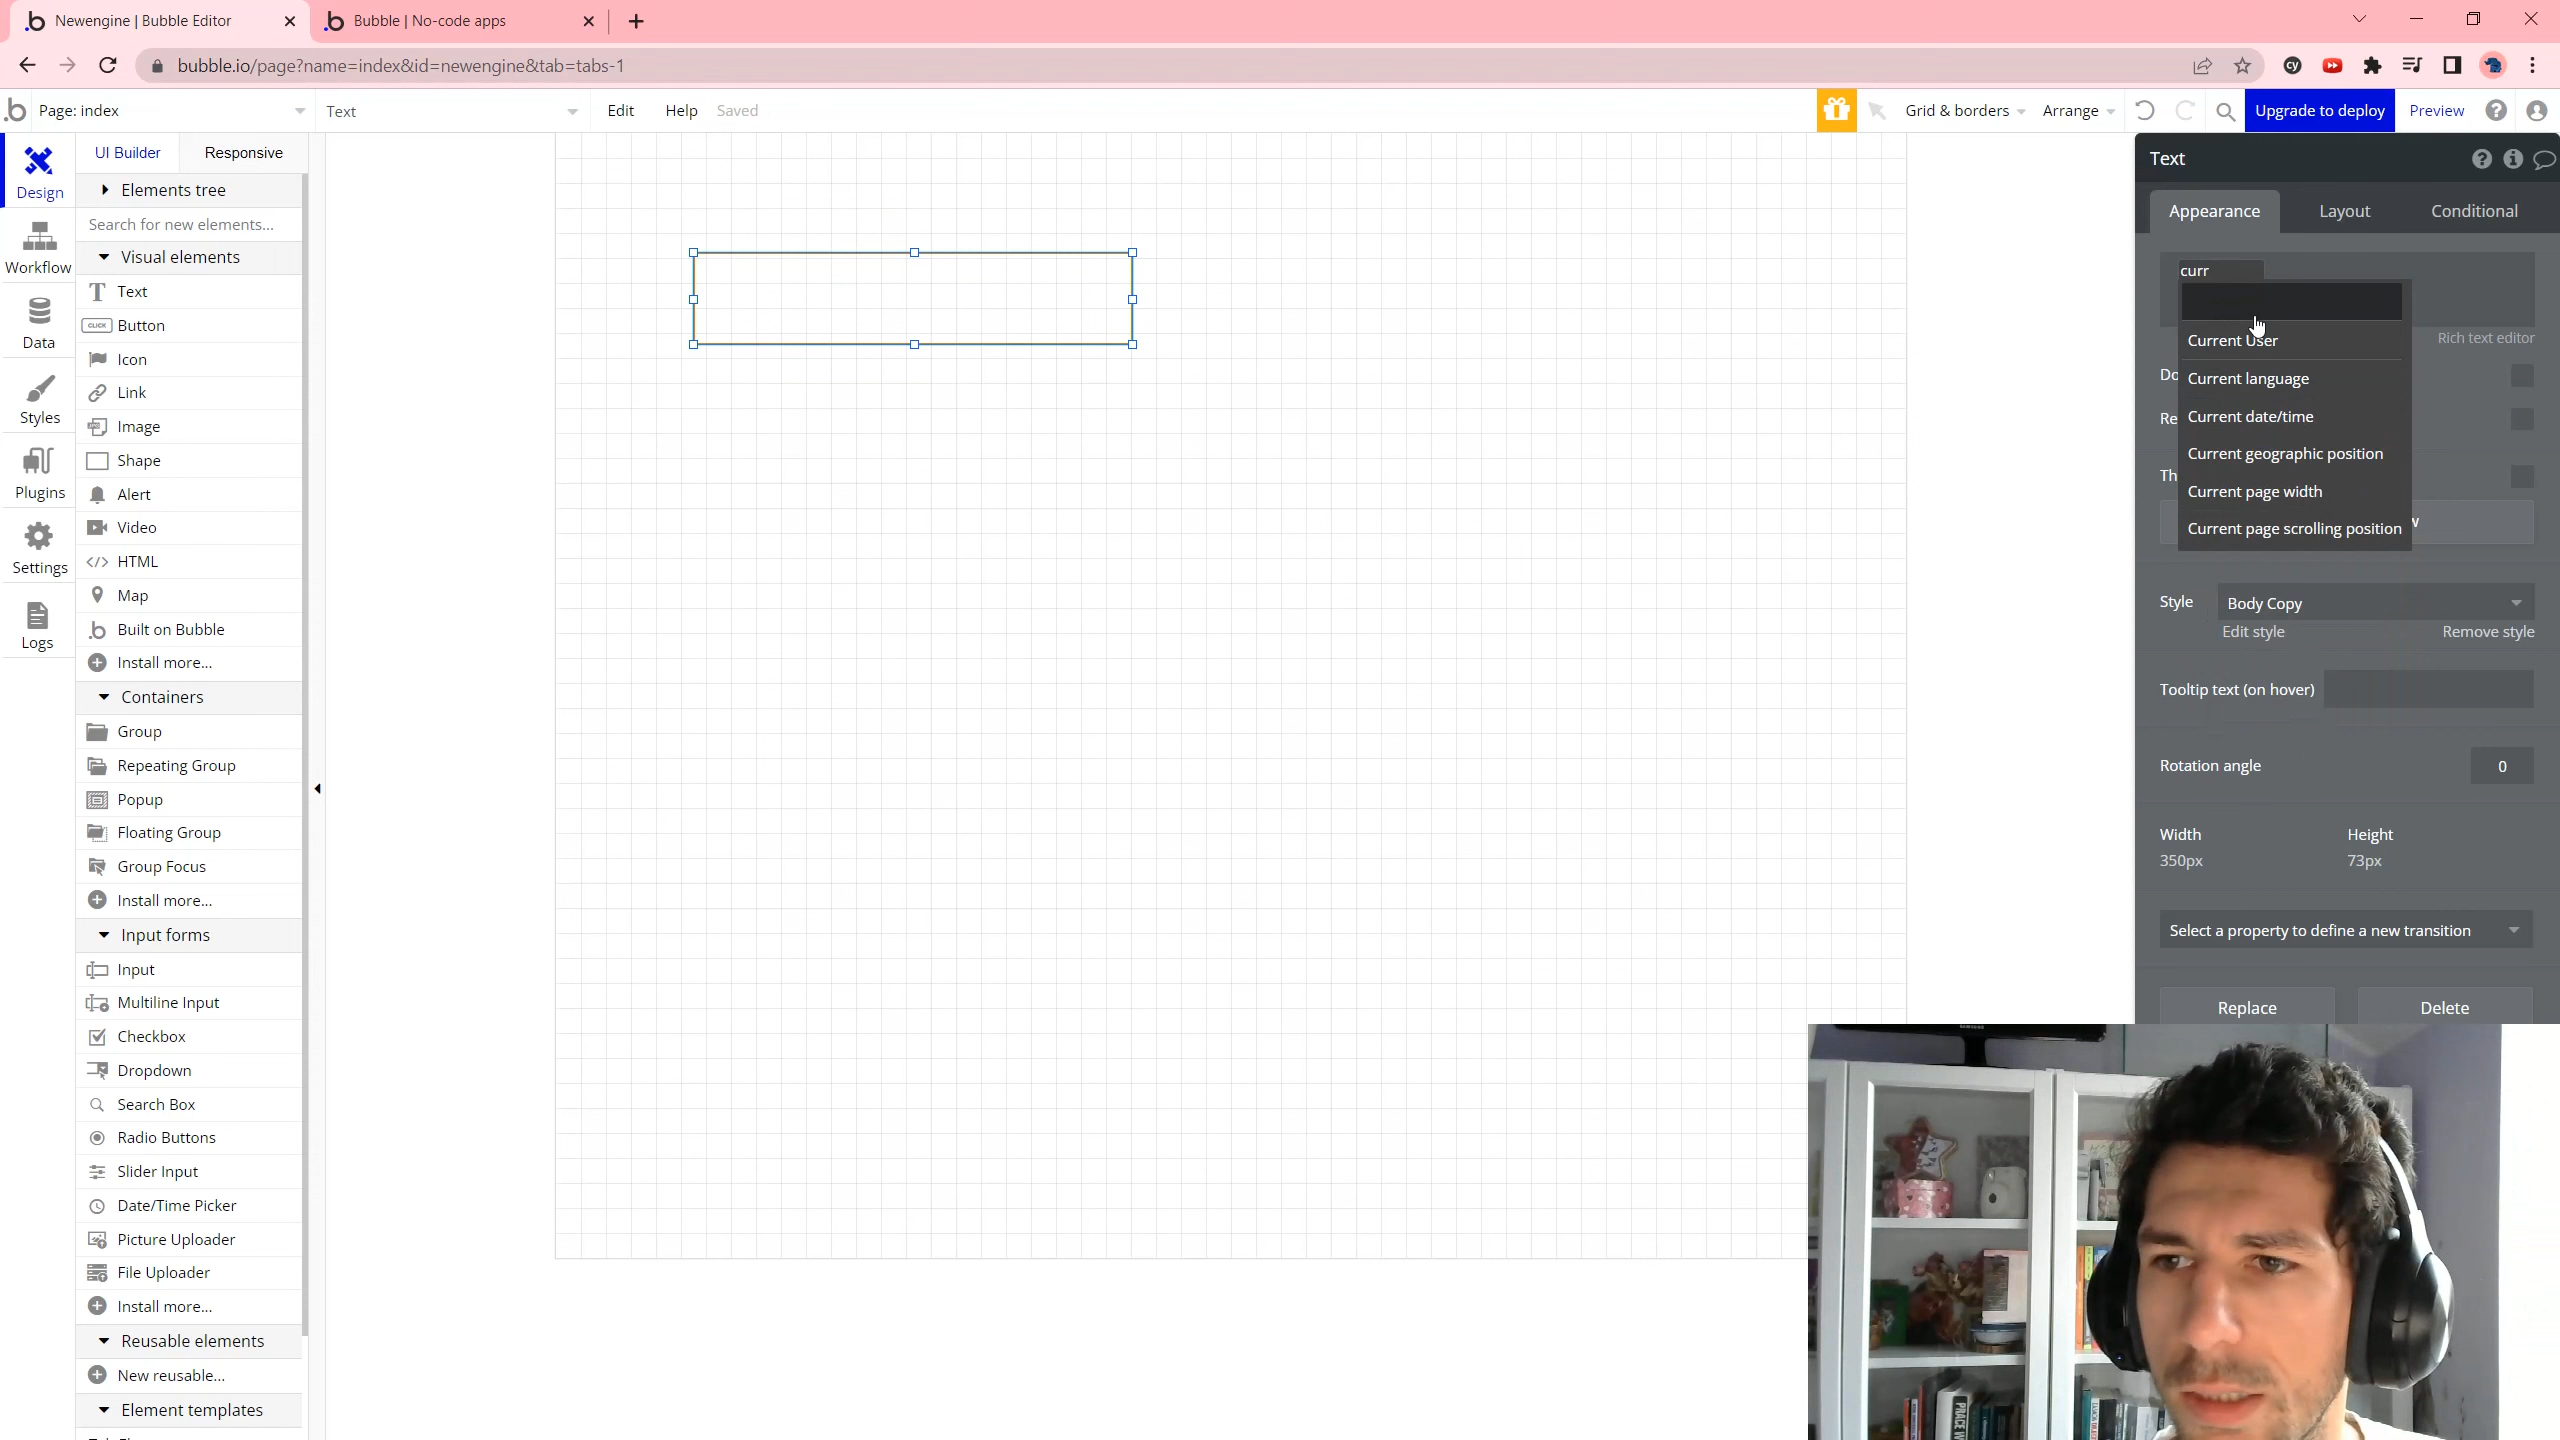 Newengine | Bubble Editor
Bubble | No-code apps
bubble.io/page?name=index&id=newengine&tab=tabs-1
Page: index
Text
Edit
Help
Saved
Grid & borders
Arrange
Upgrade to deploy
Preview
Design
Workflow
Data
Styles
Plugins
Settings
Logs
UI Builder
Responsive
Elements tree
Search for new elements...
Visual elements
Text
CLICK
Button
Icon
Link
Image
Shape
Alert
Video
HTML
Map
Built on Bubble
Install more...
Containers
Group
Repeating Group
Popup
Floating Group
Group Focus
Install more...
Input forms
Input
Multiline Input
Checkbox
Dropdown
Search Box
Radio Buttons
Slider Input
Date/Time Picker
Picture Uploader
File Uploader
Install more...
Reusable elements
New reusable...
Element templates
Text
Appearance
Layout
Conditional
curr
Current User
Current language
Current date/time
Current geographic position
Current page width
Current page scrolling position
Rich text editor
Do
Re
Th
Style
Body Copy
Edit style
Remove style
Tooltip text (on hover)
Rotation angle
0
Width
Height
350px
73px
Select a property to define a new transition
Replace
Delete
SAMSUNG